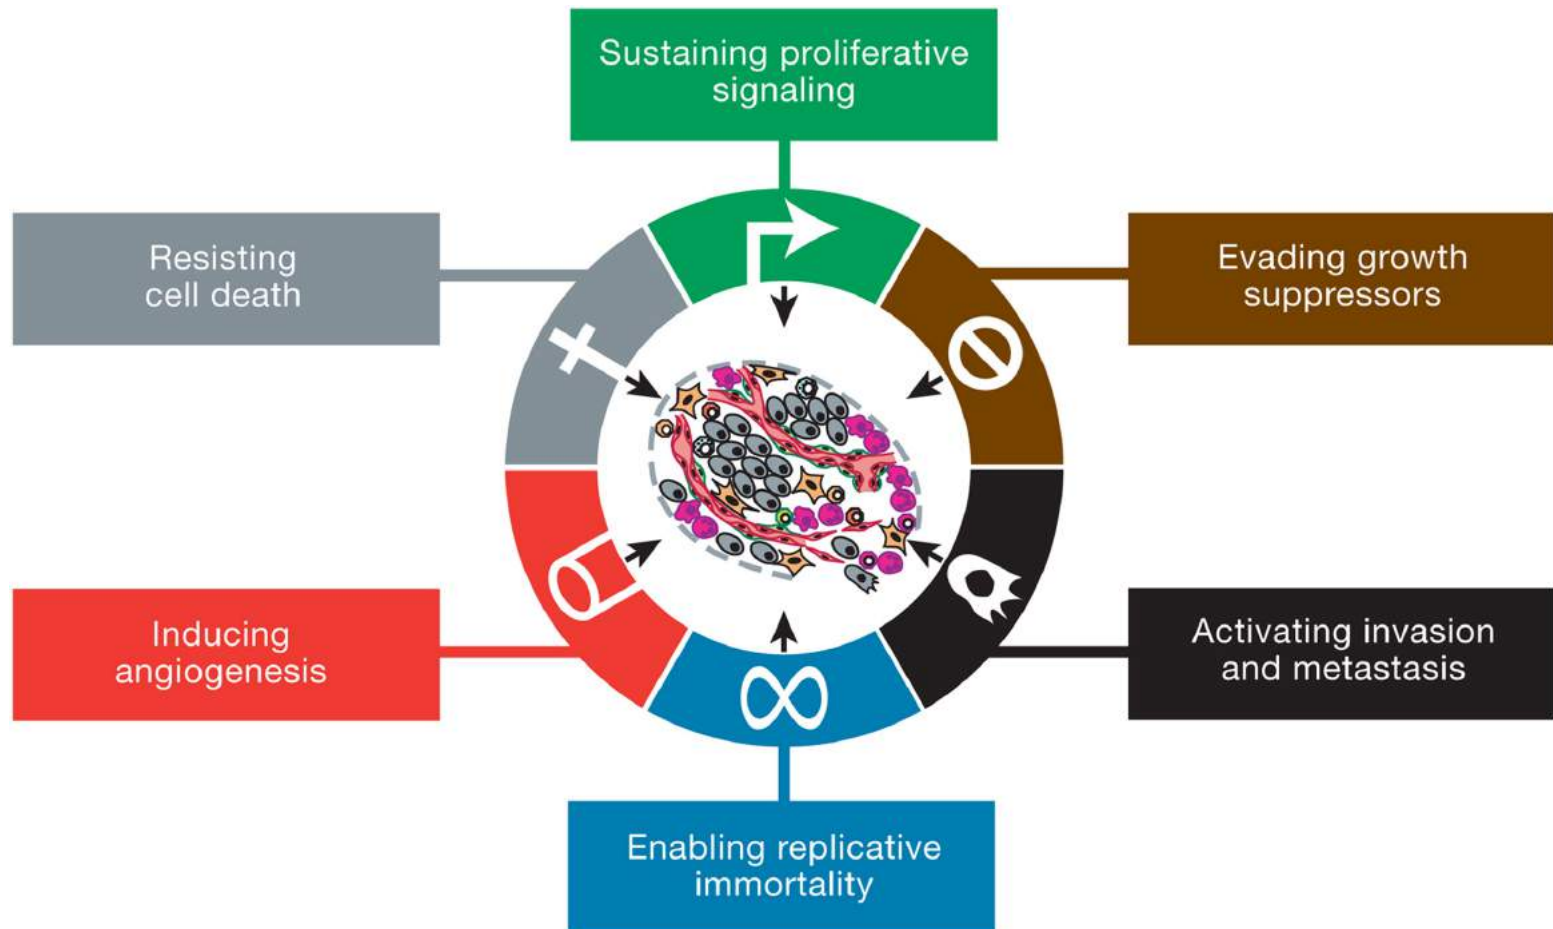 Sustaining proliferative
signaling
Resisting
cell death
Evading growth
suppressors
Inducing
angiogenesis
Activating invasion
and metastasis
Enabling replicative
immortality